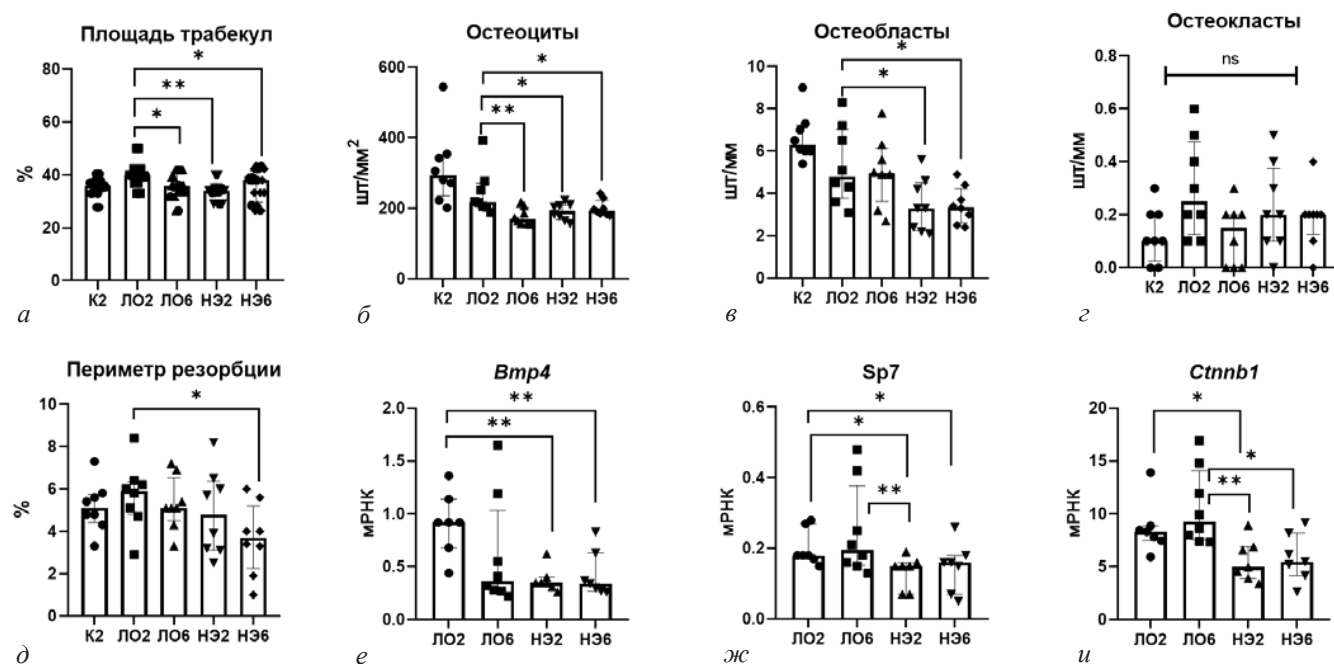 Площадь трабекул
80
60
40
20
0
%
*
**
*
К2 ЛО2 ЛО6 НЭ2 НЭ6
а
Остеоциты
600
400
200
0
шт/мм²
*
*
**
К2 ЛО2 ЛО6 НЭ2 НЭ6
б
Остеобласты
10
8
6
4
2
0
шт/мм
*
*
К2 ЛО2 ЛО6 НЭ2 НЭ6
в
Остеокласты
0.8
0.6
0.4
0.2
0.0
шт/мм
ns
К2 ЛО2 ЛО6 НЭ2 НЭ6
г
Периметр резорбции
10
8
6
4
2
0
%
*
К2 ЛО2 ЛО6 НЭ2 НЭ6
д
Bmp4
2.0
1.5
1.0
0.5
0.0
мРНК
**
**
ЛО2 ЛО6 НЭ2 НЭ6
е
Sp7
0.6
0.4
0.2
0.0
мРНК
*
*
**
ЛО2 ЛО6 НЭ2 НЭ6
ж
Ctnnb1
20
15
10
5
0
мРНК
*
*
**
ЛО2 ЛО6 НЭ2 НЭ6
и